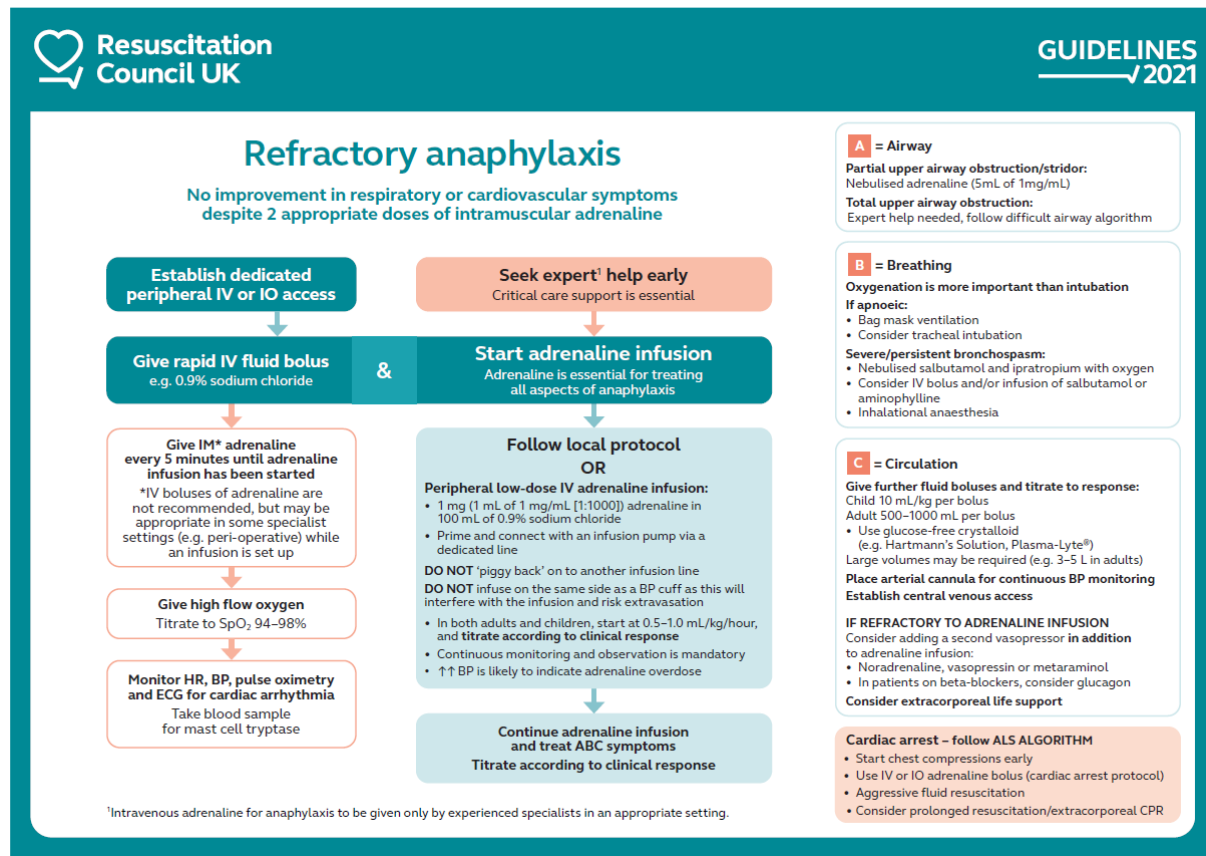 Resuscitation
Council UK
GUIDELINES
2021
Refractory anaphylaxis
No improvement in respiratory or cardiovascular symptoms
despite 2 appropriate doses of intramuscular adrenaline
Establish dedicated
peripheral IV or IO access
Seek expert¹ help early
Critical care support is essential
Give rapid IV fluid bolus
e.g. 0.9% sodium chloride
&
Start adrenaline infusion
Adrenaline is essential for treating
all aspects of anaphylaxis
Give IM* adrenaline
every 5 minutes until adrenaline
infusion has been started
*IV boluses of adrenaline are
not recommended, but may be
appropriate in some specialist
settings (e.g. peri-operative) while
an infusion is set up
Give high flow oxygen
Titrate to SpO₂ 94–98%
Monitor HR, BP, pulse oximetry
and ECG for cardiac arrhythmia
Take blood sample
for mast cell tryptase
Follow local protocol
OR
Peripheral low-dose IV adrenaline infusion:
• 1 mg (1 mL of 1 mg/mL [1:1000]) adrenaline in
100 mL of 0.9% sodium chloride
• Prime and connect with an infusion pump via a
dedicated line
DO NOT ‘piggy back’ on to another infusion line
DO NOT infuse on the same side as a BP cuff as this will
interfere with the infusion and risk extravasation
• In both adults and children, start at 0.5–1.0 mL/kg/hour,
and titrate according to clinical response
• Continuous monitoring and observation is mandatory
• ↑↑ BP is likely to indicate adrenaline overdose
Continue adrenaline infusion
and treat ABC symptoms
Titrate according to clinical response
¹Intravenous adrenaline for anaphylaxis to be given only by experienced specialists in an appropriate setting.
A = Airway
Partial upper airway obstruction/stridor:
Nebulised adrenaline (5mL of 1mg/mL)
Total upper airway obstruction:
Expert help needed, follow difficult airway algorithm
B = Breathing
Oxygenation is more important than intubation
If apnoeic:
• Bag mask ventilation
• Consider tracheal intubation
Severe/persistent bronchospasm:
• Nebulised salbutamol and ipratropium with oxygen
• Consider IV bolus and/or infusion of salbutamol or
aminophylline
• Inhalational anaesthesia
C = Circulation
Give further fluid boluses and titrate to response:
Child 10 mL/kg per bolus
Adult 500–1000 mL per bolus
• Use glucose-free crystalloid
(e.g. Hartmann’s Solution, Plasma-Lyte®)
Large volumes may be required (e.g. 3–5 L in adults)
Place arterial cannula for continuous BP monitoring
Establish central venous access
IF REFRACTORY TO ADRENALINE INFUSION
Consider adding a second vasopressor in addition
to adrenaline infusion:
• Noradrenaline, vasopressin or metaraminol
• In patients on beta-blockers, consider glucagon
Consider extracorporeal life support
Cardiac arrest – follow ALS ALGORITHM
• Start chest compressions early
• Use IV or IO adrenaline bolus (cardiac arrest protocol)
• Aggressive fluid resuscitation
• Consider prolonged resuscitation/extracorporeal CPR